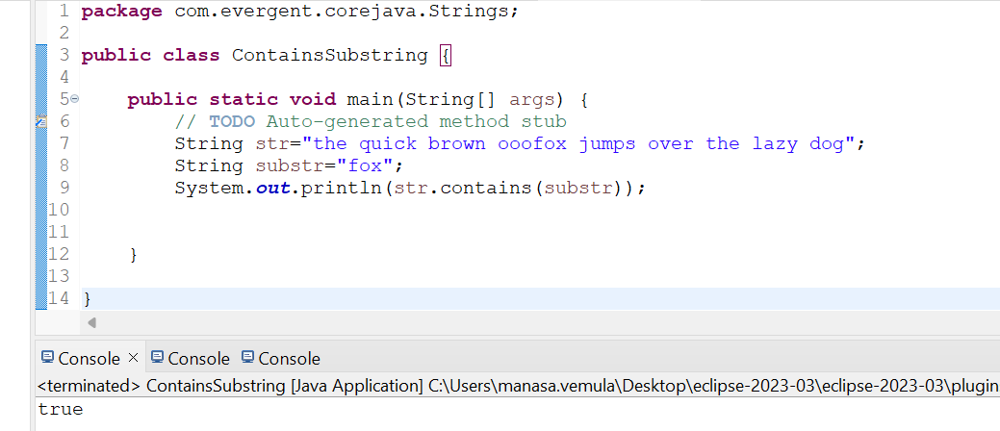 1 package com.evergent.corejava.Strings;
2
3 public class ContainsSubstring {
4
5 public static void main(String[] args) {
6 // TODO Auto-generated method stub
7 String str="the quick brown ooofox jumps over the lazy dog";
8 String substr="fox";
9 System.out.println(str.contains(substr));
10
11
12 }
13
14 }
Console Console Console
<terminated> ContainsSubstring [Java Application] C:\Users\manasa.vemula\Desktop\eclipse-2023-03\eclipse-2023-03\plugin
true